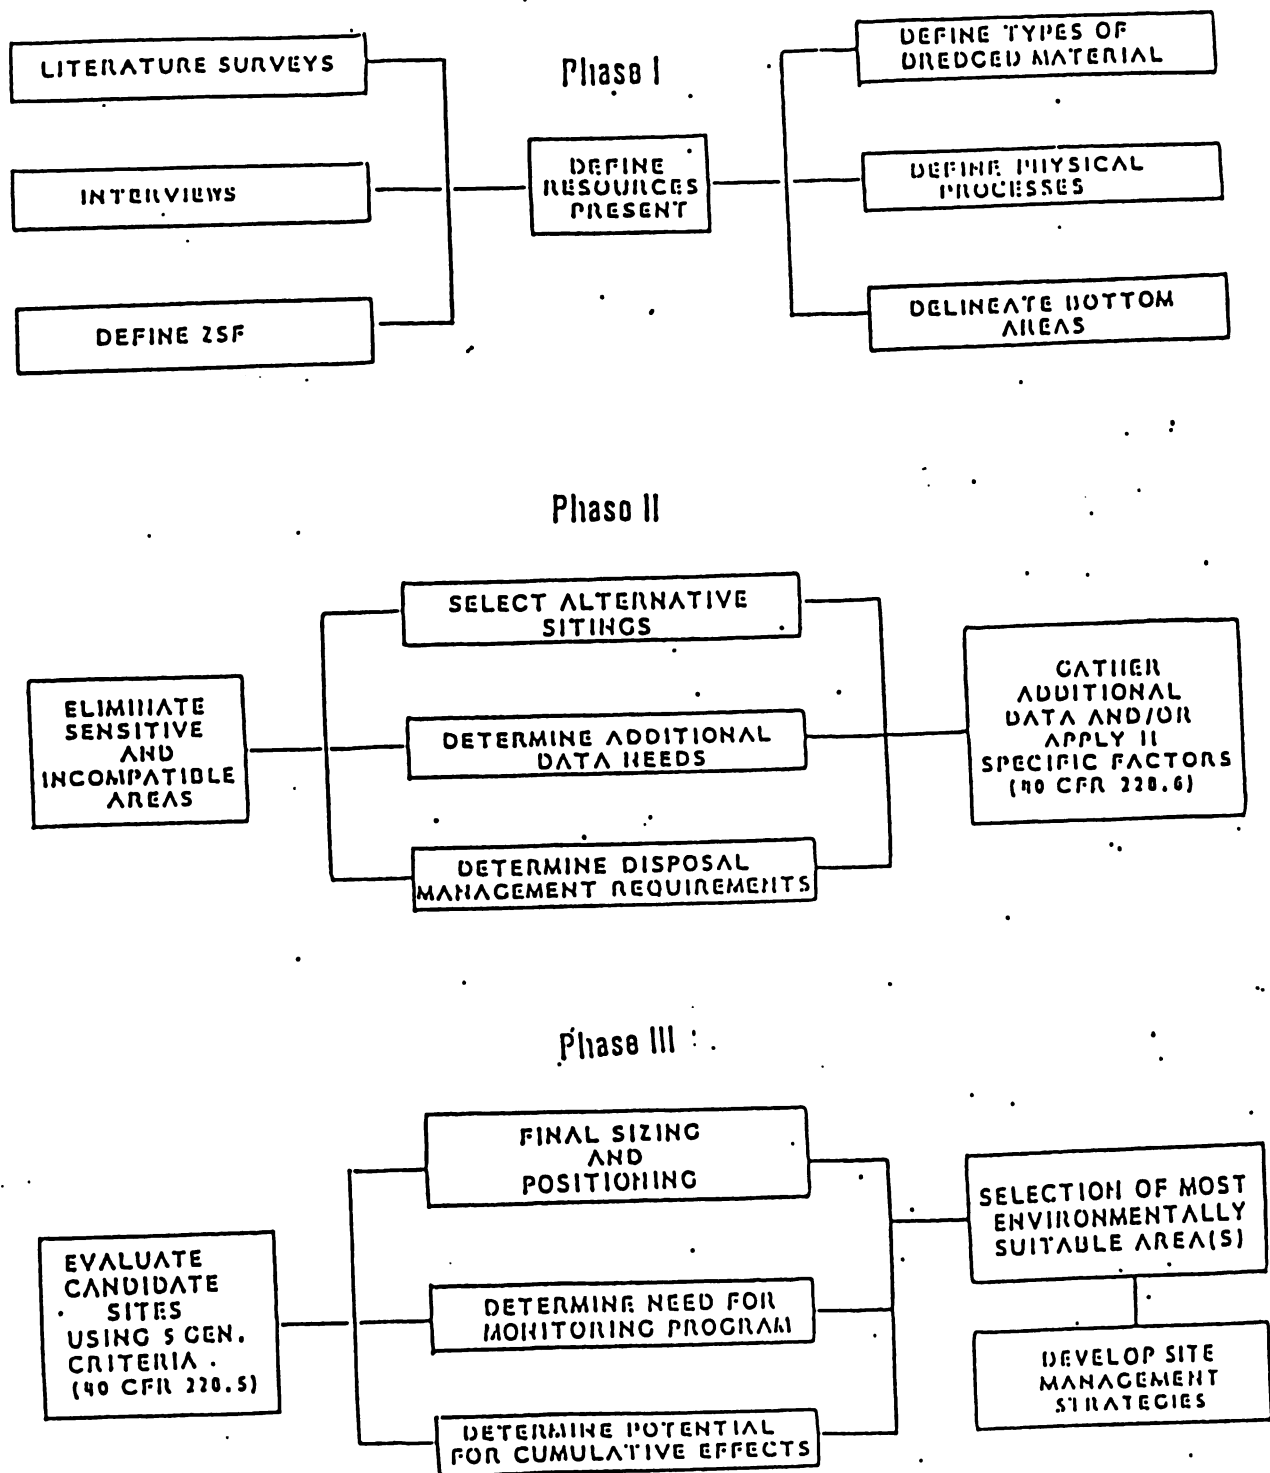 Phase I
LITERATURE SURVEYS
INTERVIEWS
DEFINE ZSF
DEFINE
RESOURCES
PRESENT
DEFINE TYPES OF
DREDGED MATERIAL
DEFINE PHYSICAL
PROCESSES
DELINEATE BOTTOM
AREAS
Phase II
ELIMINATE
SENSITIVE
AND
INCOMPATIBLE
AREAS
SELECT ALTERNATIVE
SITINGS
DETERMINE ADDITIONAL
DATA NEEDS
DETERMINE DISPOSAL
MANAGEMENT REQUIREMENTS
GATHER
ADDITIONAL
DATA AND/OR
APPLY 11
SPECIFIC FACTORS
(40 CFR 228.6)
Phase III
EVALUATE
CANDIDATE
SITES
USING 5 GEN.
CRITERIA.
(40 CFR 228.5)
FINAL SIZING
AND
POSITIONING
DETERMINE NEED FOR
MONITORING PROGRAM
DETERMINE POTENTIAL
FOR CUMULATIVE EFFECTS
SELECTION OF MOST
ENVIRONMENTALLY
SUITABLE AREA(S)
DEVELOP SITE
MANAGEMENT
STRATEGIES